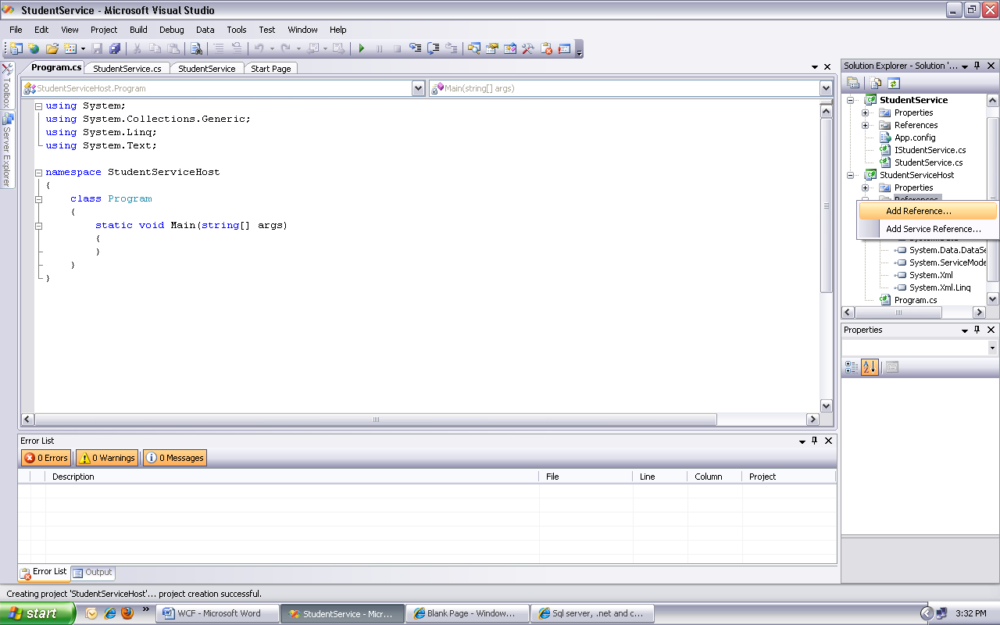 StudentService - Microsoft Visual Studio
File Edit View Project Build Debug Data Tools Test Window Help
Program.cs StudentService.cs StudentService Start Page
Toolbox
Server Explorer
StudentServiceHost.Program Main(string[] args)
using System;
using System.Collections.Generic;
using System.Linq;
using System.Text;
namespace StudentServiceHost
{
class Program
{
static void Main(string[] args)
{
}
}
}
Solution Explorer - Solution '...
StudentService
Properties
References
App.config
IStudentService.cs
StudentService.cs
StudentServiceHost
Properties
References
Add Reference...
Add Service Reference...
System.Data.DataSe
System.ServiceMode
System.Xml
System.Xml.Linq
Program.cs
Properties
Error List
0 Errors 0 Warnings 0 Messages
Description File Line Column Project
Error List Output
Creating project 'StudentServiceHost'... project creation successful.
start WCF - Microsoft Word StudentService - Micr... Blank Page - Window... Sql server, .net and c... 3:32 PM